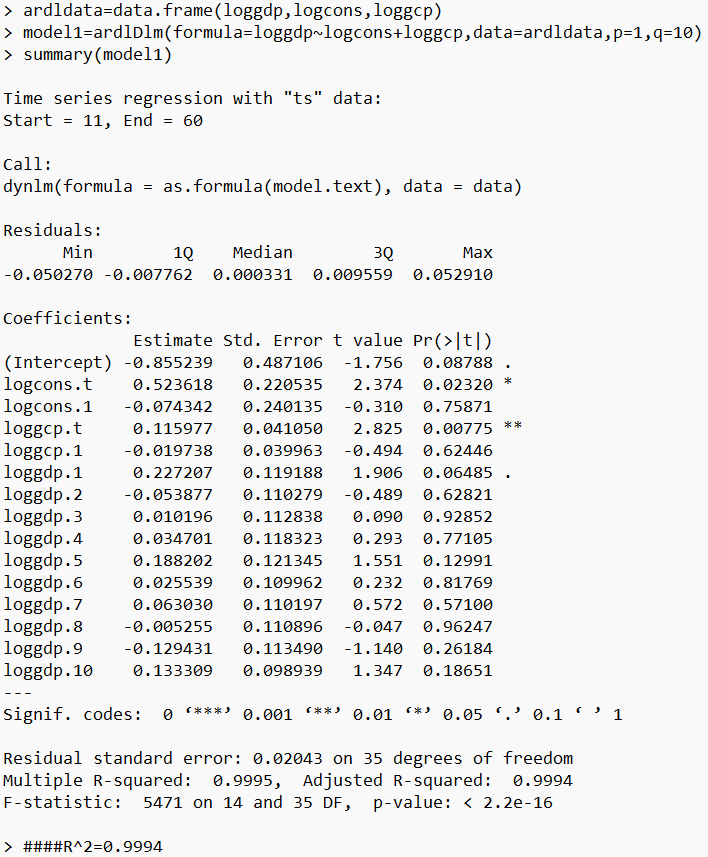 > ardldata=data.frame(loggdp,logcons,loggcp)
> model1=ardlDlm(formula=loggdp~logcons+loggcp,data=ardldata,p=1,q=10)
> summary(model1)
Time series regression with "ts" data:
Start = 11, End = 60
Call:
dynlm(formula = as.formula(model.text), data = data)
Residuals:
Min 1Q Median 3Q Max
-0.050270 -0.007762 0.000331 0.009559 0.052910
Coefficients:
Estimate Std. Error t value Pr(>|t|)
(Intercept) -0.855239 0.487106 -1.756 0.08788 .
logcons.t 0.523618 0.220535 2.374 0.02320 *
logcons.1 -0.074342 0.240135 -0.310 0.75871
loggcp.t 0.115977 0.041050 2.825 0.00775 **
loggcp.1 -0.019738 0.039963 -0.494 0.62446
loggdp.1 0.227207 0.119188 1.906 0.06485 .
loggdp.2 -0.053877 0.110279 -0.489 0.62821
loggdp.3 0.010196 0.112838 0.090 0.92852
loggdp.4 0.034701 0.118323 0.293 0.77105
loggdp.5 0.188202 0.121345 1.551 0.12991
loggdp.6 0.025539 0.109962 0.232 0.81769
loggdp.7 0.063030 0.110197 0.572 0.57100
loggdp.8 -0.005255 0.110896 -0.047 0.96247
loggdp.9 -0.129431 0.113490 -1.140 0.26184
loggdp.10 0.133309 0.098939 1.347 0.18651
---
Signif. codes: 0 ‘***’ 0.001 ‘**’ 0.01 ‘*’ 0.05 ‘.’ 0.1 ‘ ’ 1
Residual standard error: 0.02043 on 35 degrees of freedom
Multiple R-squared: 0.9995, Adjusted R-squared: 0.9994
F-statistic: 5471 on 14 and 35 DF, p-value: < 2.2e-16
> ####R^2=0.9994